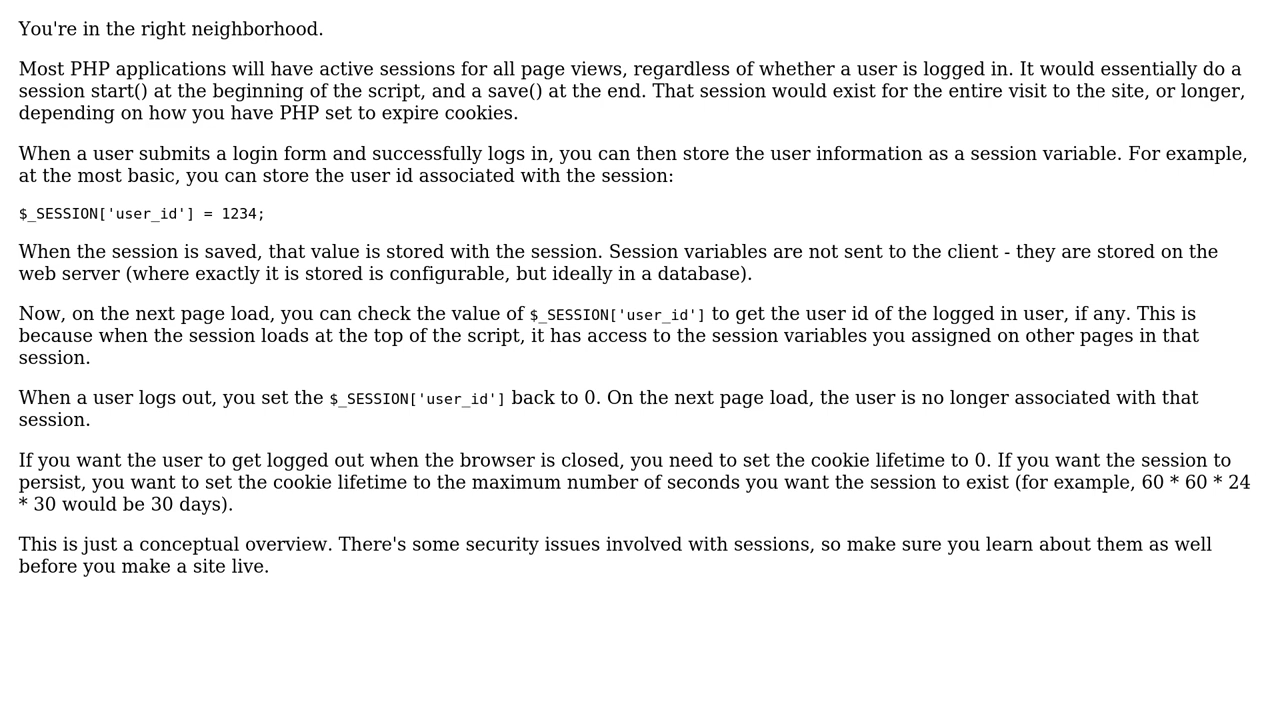 You're in the right neighborhood.
Most PHP applications will have active sessions for all page views, regardless of whether a user is logged in. It would essentially do a
session start() at the beginning of the script, and a save() at the end. That session would exist for the entire visit to the site, or longer,
depending on how you have PHP set to expire cookies.
When a user submits a login form and successfully logs in, you can then store the user information as a session variable. For example,
at the most basic, you can store the user id associated with the session:
$_SESSION['user_id'] = 1234;
When the session is saved, that value is stored with the session. Session variables are not sent to the client - they are stored on the
web server (where exactly it is stored is configurable, but ideally in a database).
Now, on the next page load, you can check the value of $_SESSION['user_id'] to get the user id of the logged in user, if any. This is
because when the session loads at the top of the script, it has access to the session variables you assigned on other pages in that
session.
When a user logs out, you set the $_SESSION['user_id'] back to 0. On the next page load, the user is no longer associated with that
session.
If you want the user to get logged out when the browser is closed, you need to set the cookie lifetime to 0. If you want the session to
persist, you want to set the cookie lifetime to the maximum number of seconds you want the session to exist (for example, 60 * 60 * 24
* 30 would be 30 days).
This is just a conceptual overview. There's some security issues involved with sessions, so make sure you learn about them as well
before you make a site live.